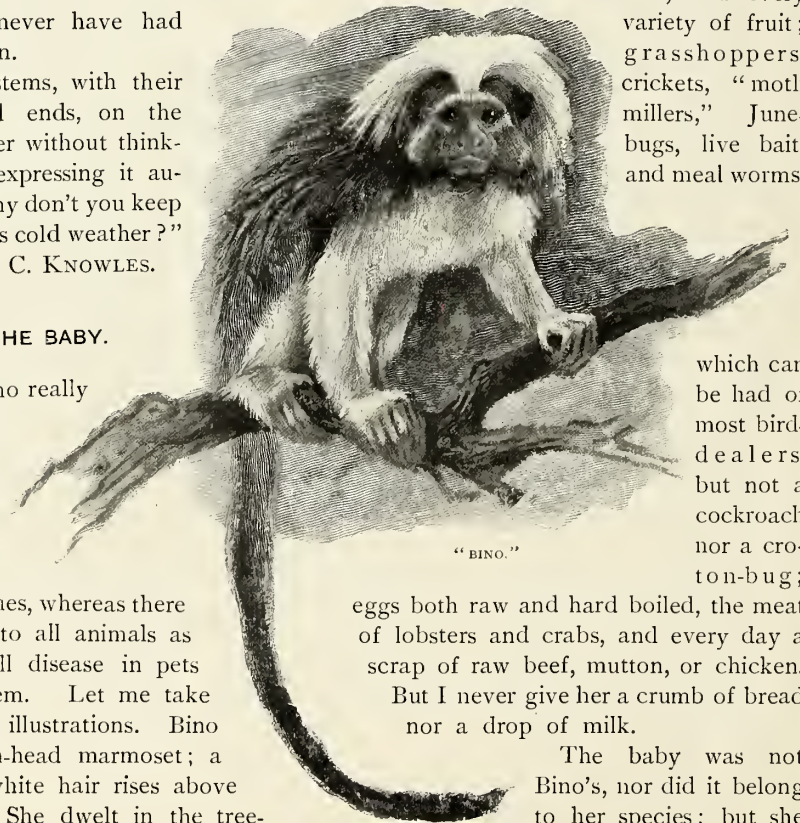 never have had
n.
stems, with their
l ends, on the
er without think-
expressing it au-
hy don't you keep
s cold weather?"
C. KNOWLES.
HE BABY.
ho really
nes, whereas there
to all animals as
ll disease in pets
em. Let me take
illustrations. Bino
n-head marmoset; a
white hair rises above
She dwelt in the tree-
variety of fruit;
grasshoppers
crickets, "moth
millers," June-
bugs, live bait
and meal worms
which can
be had of
most bird-
dealers
but not a
cockroach
nor a cro-
ton-bug;
"BINO."
eggs both raw and hard boiled, the meat
of lobsters and crabs, and every day a
scrap of raw beef, mutton, or chicken.
But I never give her a crumb of bread
nor a drop of milk.
The baby was not
Bino's, nor did it belong
to her species; but she